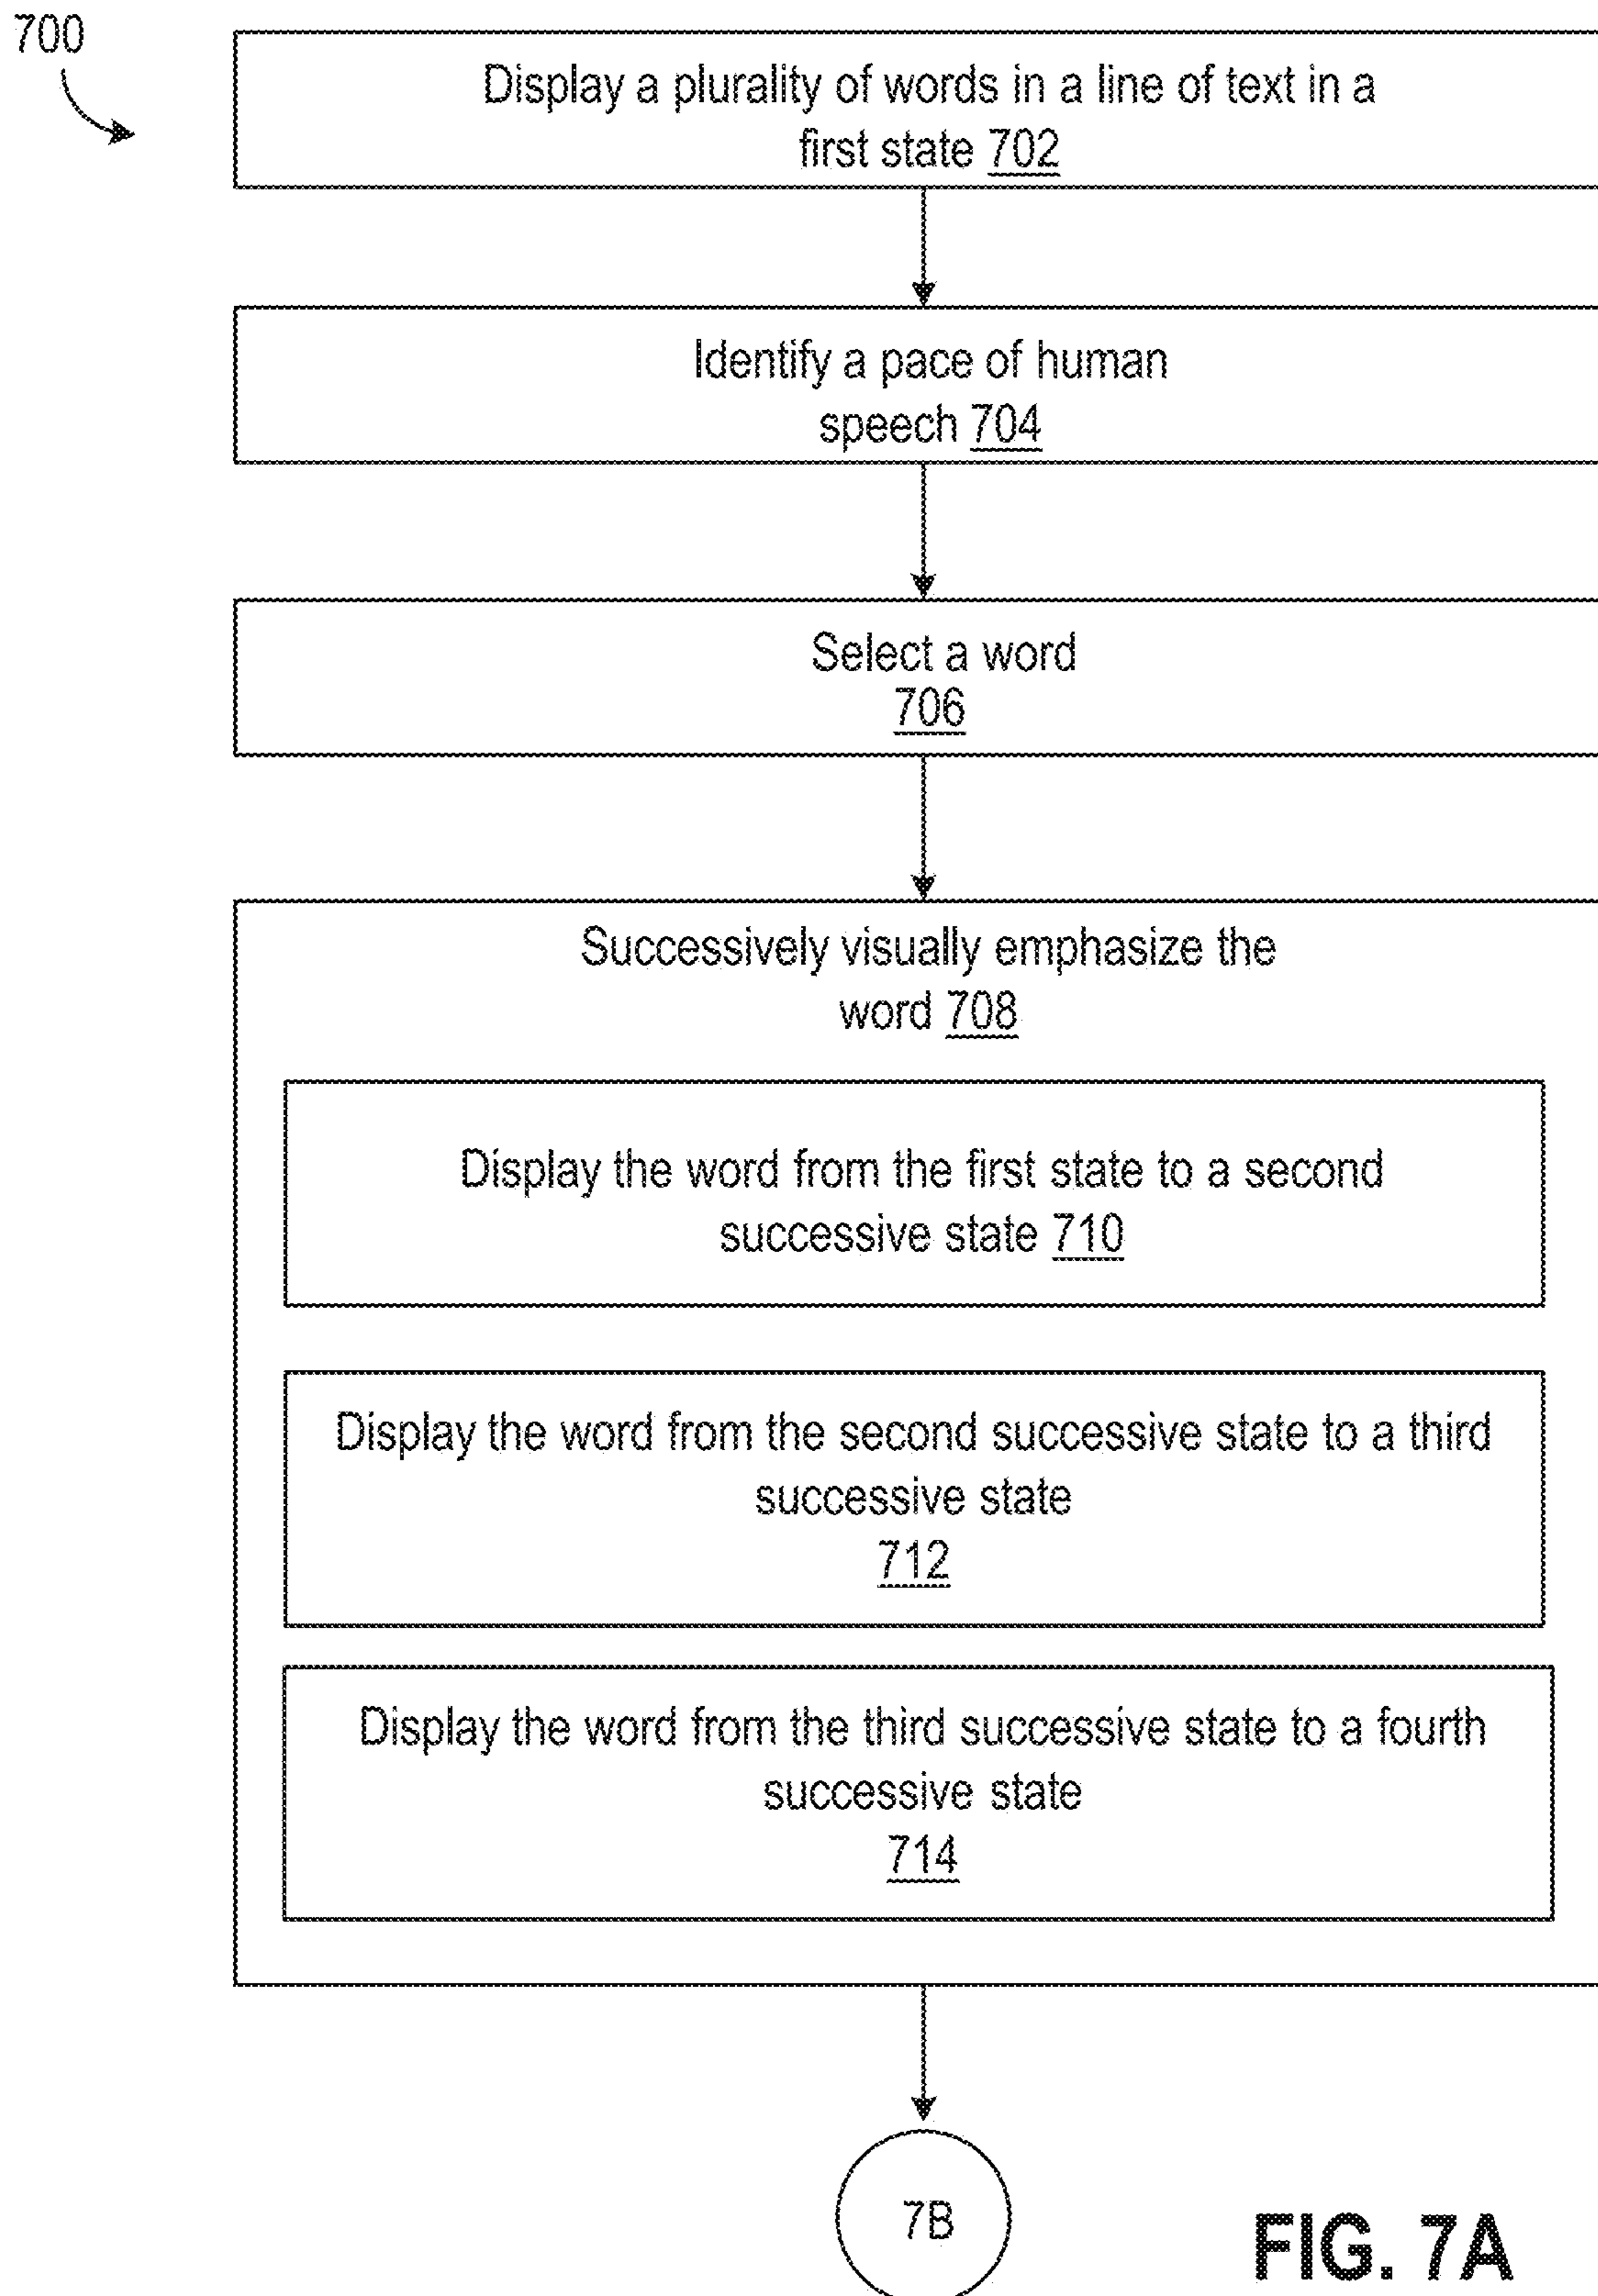 700
Display a plurality of words in a line of text in a
first state 702
Identify a pace of human
speech 704
Select a word
706
Successively visually emphasize the
word 708
Display the word from the first state to a second
successive state 710
Display the word from the second successive state to a third
successive state
712
Display the word from the third successive state to a fourth
successive state
714
7B
FIG. 7A